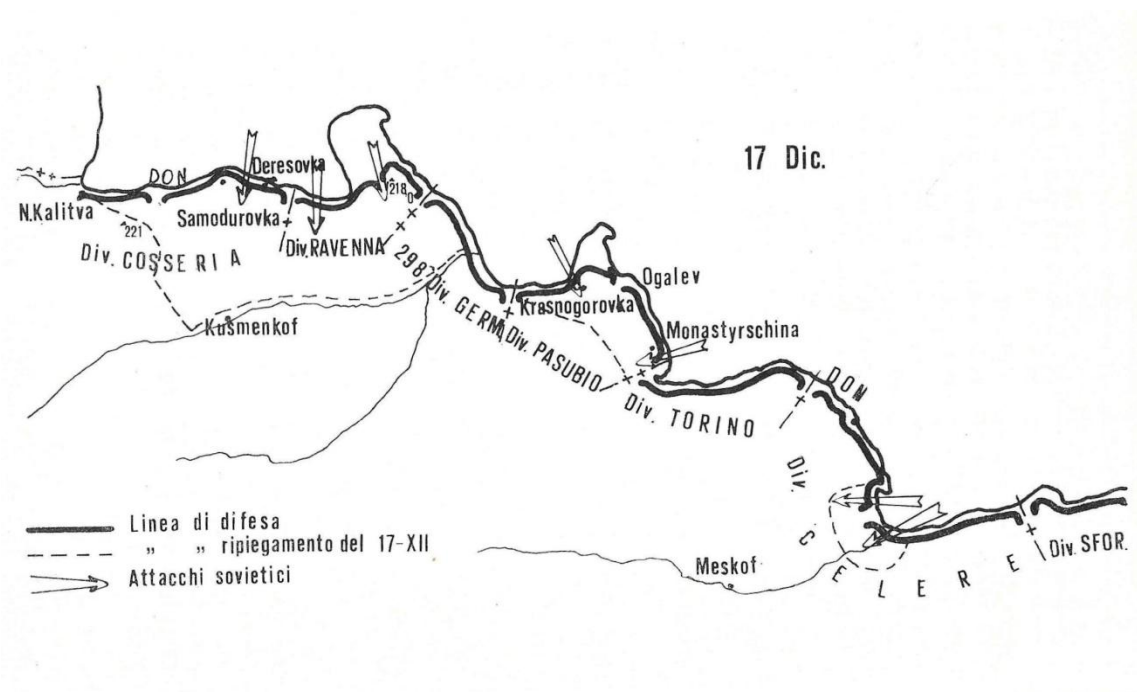 17 Dic.
DON
Deresovka
218
N.Kalitva
Samodurovka
221
Div. RAVENNA
Div. COSSERIA
298ª Div. GERM.
Ogalev
Krasnogorovka
Kusmenkof
Monastyrschina
Div. PASUBIO
DON
Div. TORINO
Div. CELERE
Linea di difesa
„ „ ripiegamento del 17-XII
Attacchi sovietici
Meskof
Div. SFOR.